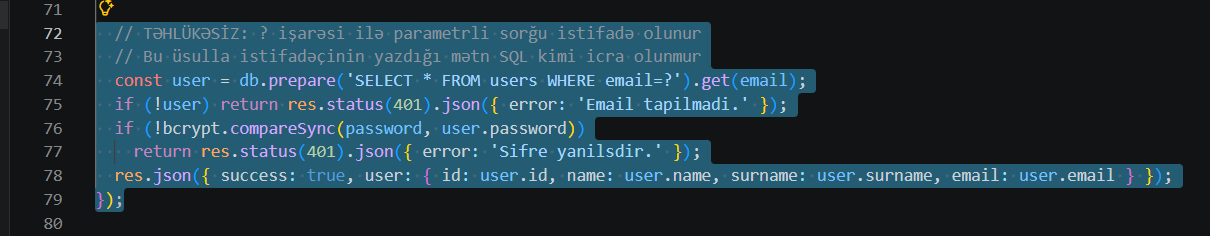 71
72 // TƏHLÜKƏSİZ: ? işarəsi ilə parametrli sorğu istifadə olunur
73 // Bu üsulla istifadəçinin yazdığı mətn SQL kimi icra olunmur
74 const user = db.prepare('SELECT * FROM users WHERE email=?').get(email);
75 if (!user) return res.status(401).json({ error: 'Email tapilmadi.' });
76 if (!bcrypt.compareSync(password, user.password))
77 return res.status(401).json({ error: 'Sifre yanilsdir.' });
78 res.json({ success: true, user: { id: user.id, name: user.name, surname: user.surname, email: user.email } });
79 });
80